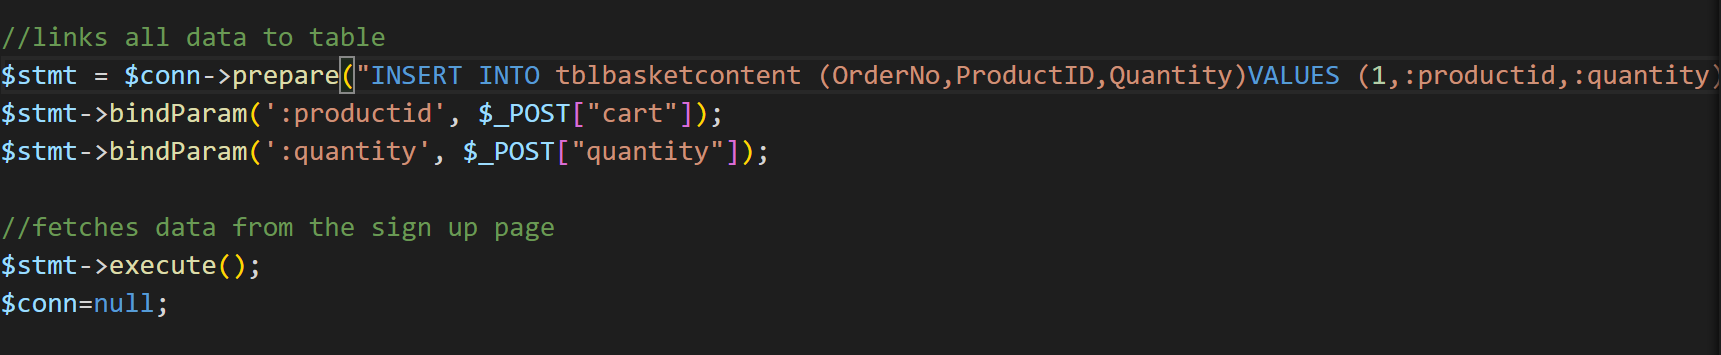 //links all data to table
$stmt = $conn->prepare("INSERT INTO tblbasketcontent (OrderNo,ProductID,Quantity)VALUES (1,:productid,:quantity)
$stmt->bindParam(':productid', $_POST["cart"]);
$stmt->bindParam(':quantity', $_POST["quantity"]);
//fetches data from the sign up page
$stmt->execute();
$conn=null;